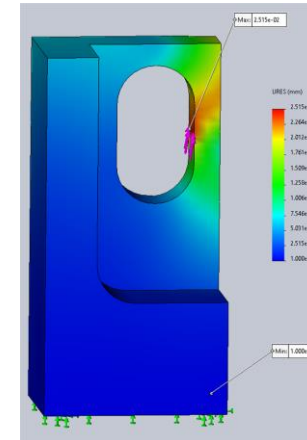 Max: 2.515e-02
URES (mm)
2.515e
2.264e
2.012e
1.761e
1.509e
1.258e
1.006e
7.546e
5.031e
2.515e
1.000e
Min: 1.000e